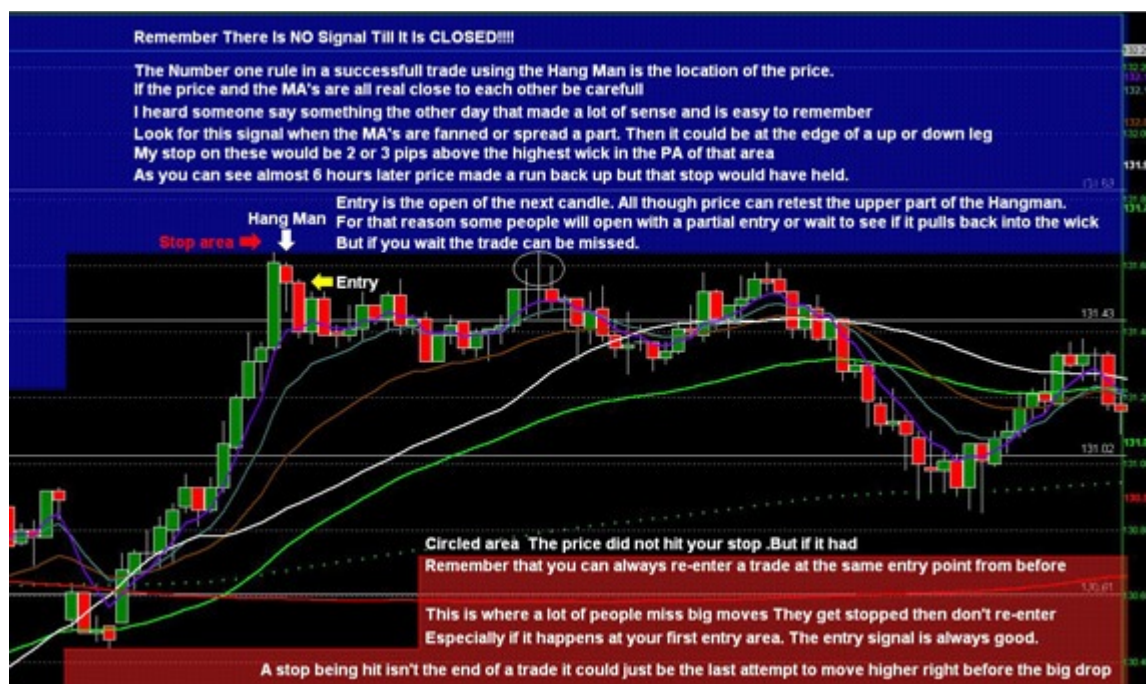 Remember There Is NO Signal Till It Is CLOSED!!!!
The Number one rule in a successfull trade using the Hang Man is the location of the price.
If the price and the MA's are all real close to each other be carefull
I heard someone say something the other day that made a lot of sense and is easy to remember
Look for this signal when the MA's are fanned or spread a part. Then it could be at the edge of a up or down leg
My stop on these would be 2 or 3 pips above the highest wick in the PA of that area
As you can see almost 6 hours later price made a run back up but that stop would have held.
Entry is the open of the next candle. All though price can retest the upper part of the Hangman.
For that reason some people will open with a partial entry or wait to see if it pulls back into the wick
But if you wait the trade can be missed.
Hang Man
Stop area
Entry
131.43
131.02
Circled area The price did not hit your stop .But if it had
Remember that you can always re-enter a trade at the same entry point from before
This is where a lot of people miss big moves They get stopped then don't re-enter
Especially if it happens at your first entry area. The entry signal is always good.
A stop being hit isn't the end of a trade it could just be the last attempt to move higher right before the big drop